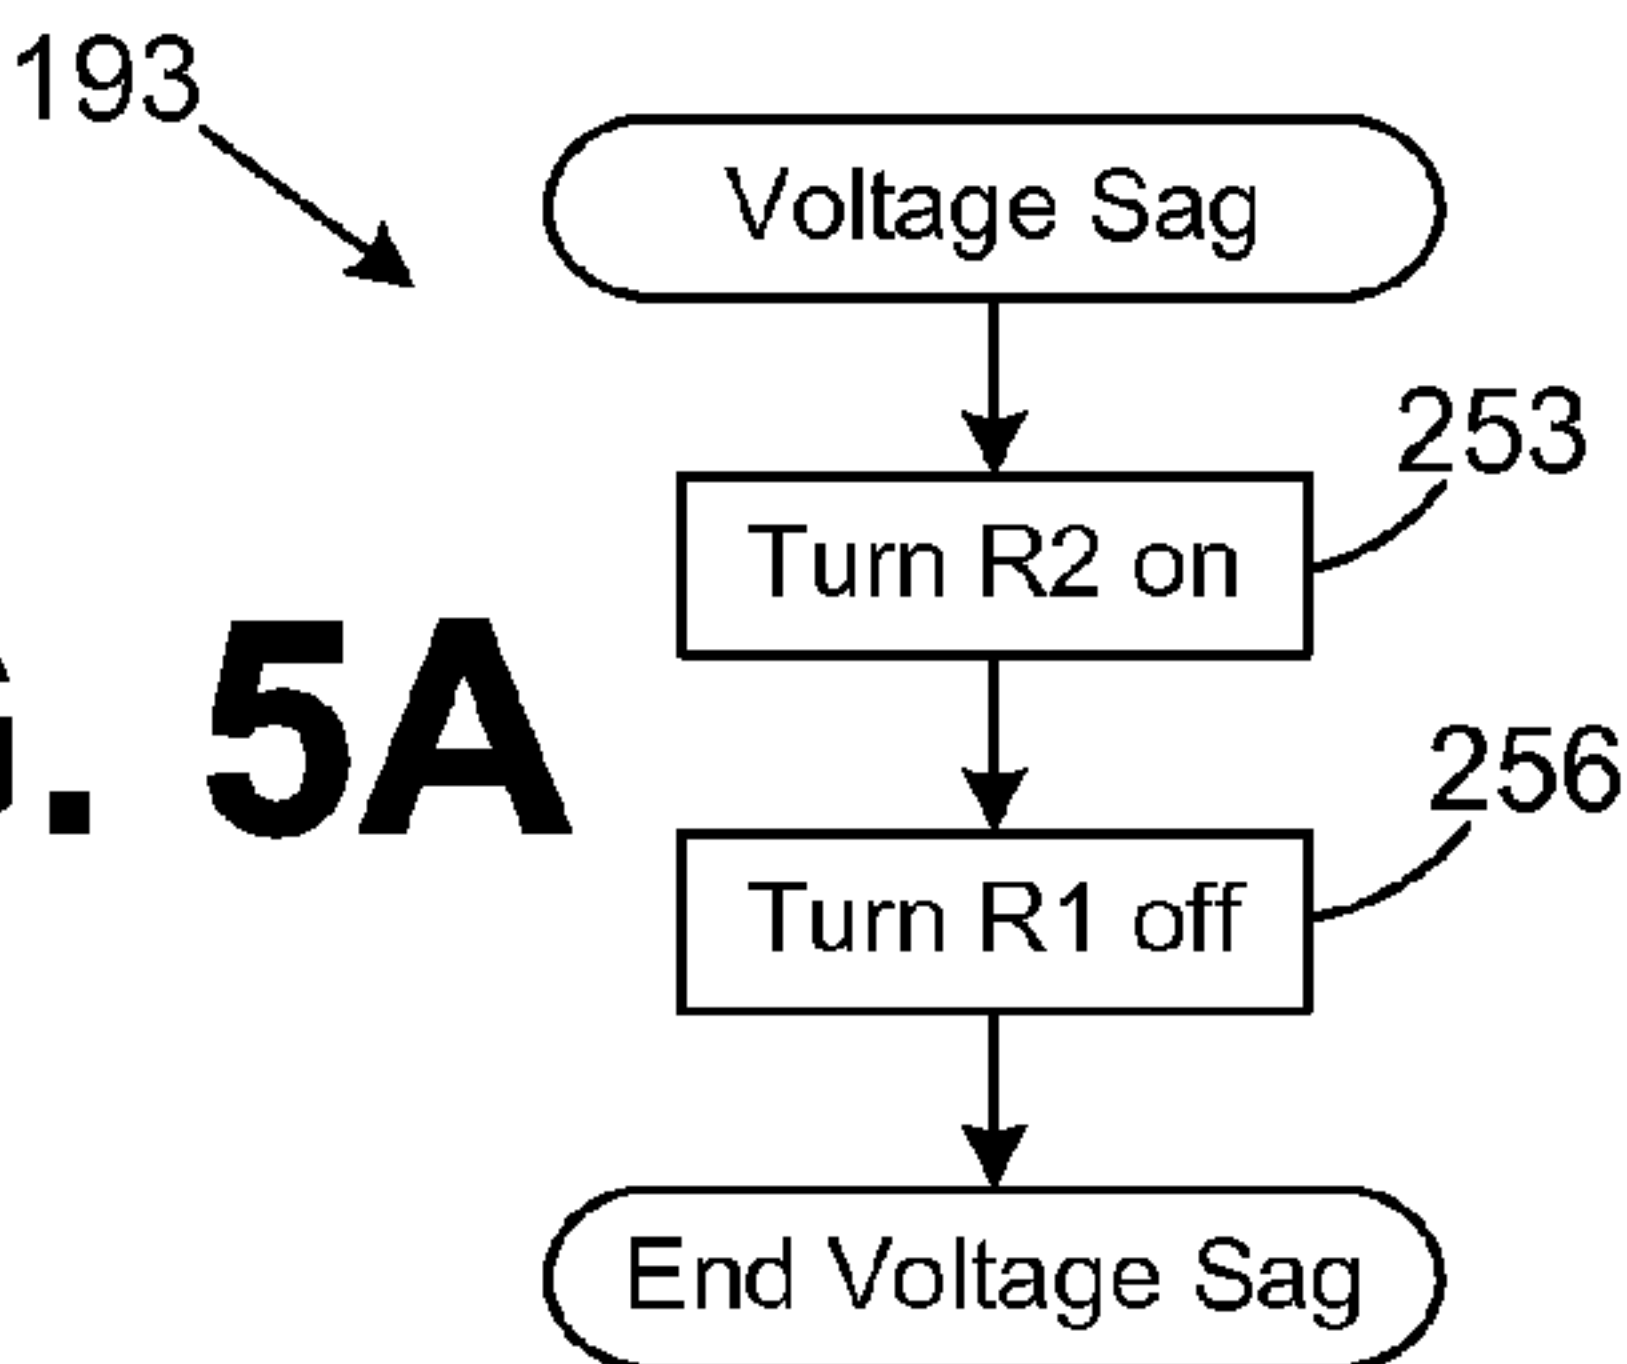 193
Voltage Sag
253
Turn R2 on
G. 5A
256
Turn R1 off
End Voltage Sag